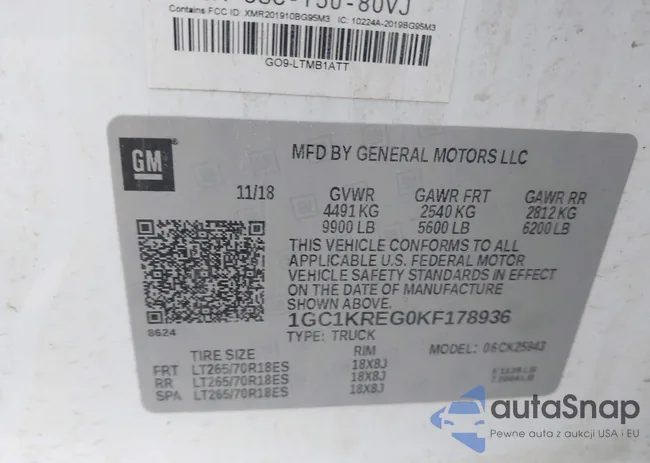 Contains FCC ID: XMR201910BG95M3 IC: 10224A-2019BG95M3
GO9-LTMB1ATT
GM
MFD BY GENERAL MOTORS LLC
11/18 GVWR GAWR FRT GAWR RR
4491 KG 2540 KG 2812 KG
9900 LB 5600 LB 6200 LB
THIS VEHICLE CONFORMS TO ALL
APPLICABLE U.S. FEDERAL MOTOR
VEHICLE SAFETY STANDARDS IN EFFECT
ON THE DATE OF MANUFACTURE
SHOWN ABOVE.
8624
1GC1KREG0KF178936
TYPE: TRUCK MODEL: 06CK25943
TIRE SIZE RIM
FRT LT265/70R18ES 18X8J
RR LT265/70R18ES 18X8J
SPA LT265/70R18ES 18X8J
autaSnap
Pewne auta z aukcji USA i EU